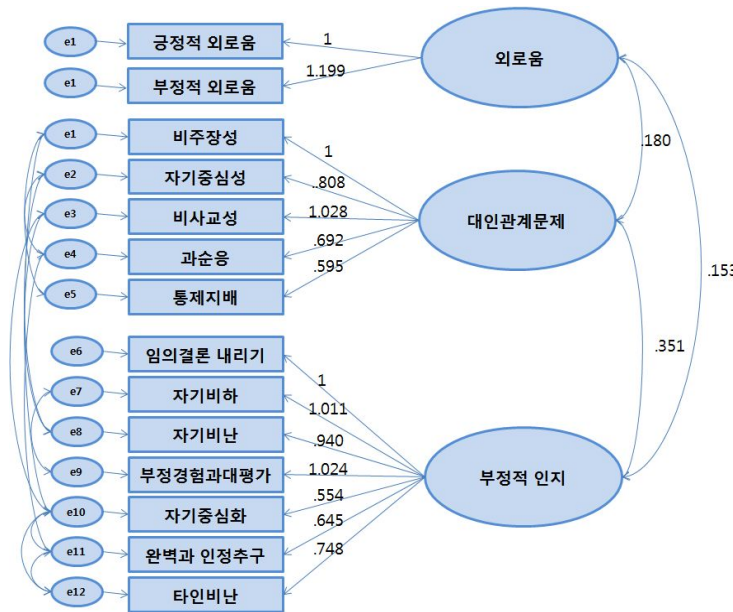 e1 긍정적 외로움 1 외로움
e1 부정적 외로움 1.199
e1 비주장성 1 .180
e2 자기중심성 ..808
e3 비사교성 1.028 대인관계문제
e4 과순응 .692
e5 통제지배 .595
.153
e6 임의결론 내리기 .351
e7 자기비하 1
1.011
e8 자기비난 .940
e9 부정경험과대평가 1.024 부정적 인지
e10 자기중심화 .554
e11 완벽과 인정추구 .645
e12 타인비난 .748